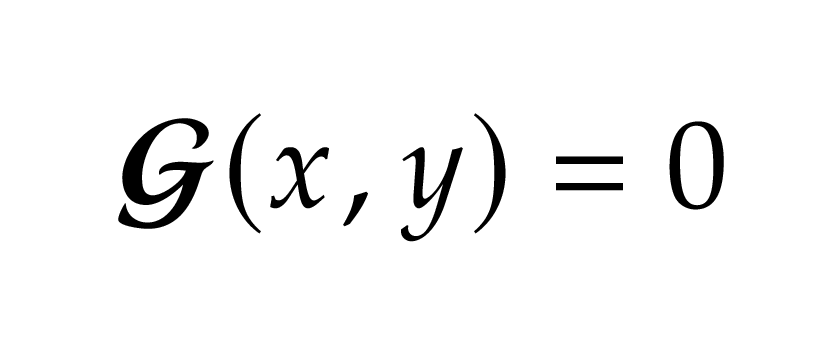 𝓖(x, y) = 0